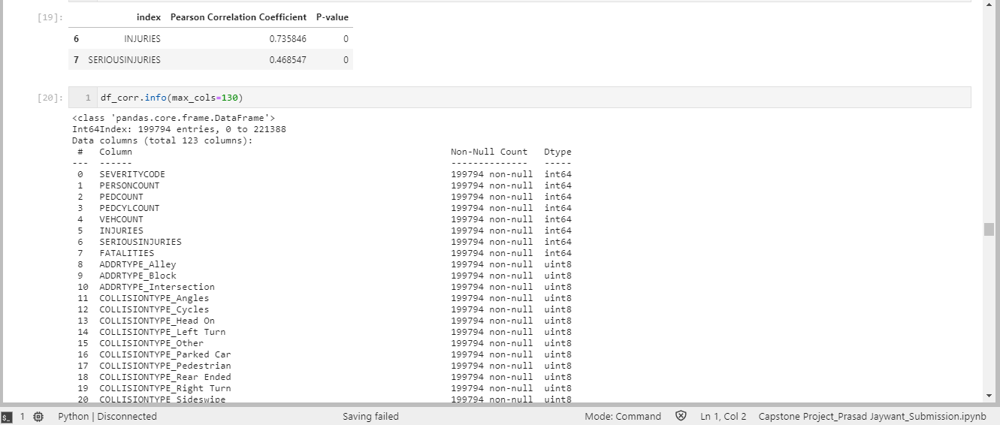 [19]:
index Pearson Correlation Coefficient P-value
6 INJURIES 0.735846 0
7 SERIOUSINJURIES 0.468547 0
[20]: 1 df_corr.info(max_cols=130)
<class 'pandas.core.frame.DataFrame'>
Int64Index: 199794 entries, 0 to 221388
Data columns (total 123 columns):
# Column Non-Null Count Dtype
--- ------ -------------- -----
0 SEVERITYCODE 199794 non-null int64
1 PERSONCOUNT 199794 non-null int64
2 PEDCOUNT 199794 non-null int64
3 PEDCYLCOUNT 199794 non-null int64
4 VEHCOUNT 199794 non-null int64
5 INJURIES 199794 non-null int64
6 SERIOUSINJURIES 199794 non-null int64
7 FATALITIES 199794 non-null int64
8 ADDRTYPE_Alley 199794 non-null uint8
9 ADDRTYPE_Block 199794 non-null uint8
10 ADDRTYPE_Intersection 199794 non-null uint8
11 COLLISIONTYPE_Angles 199794 non-null uint8
12 COLLISIONTYPE_Cycles 199794 non-null uint8
13 COLLISIONTYPE_Head On 199794 non-null uint8
14 COLLISIONTYPE_Left Turn 199794 non-null uint8
15 COLLISIONTYPE_Other 199794 non-null uint8
16 COLLISIONTYPE_Parked Car 199794 non-null uint8
17 COLLISIONTYPE_Pedestrian 199794 non-null uint8
18 COLLISIONTYPE_Rear Ended 199794 non-null uint8
19 COLLISIONTYPE_Right Turn 199794 non-null uint8
20 COLLISIONTYPE_Sideswipe 199794 non-null uint8
$_ 1 Python | Disconnected Saving failed Mode: Command Ln 1, Col 2 Capstone Project_Prasad Jaywant_Submission.ipynb